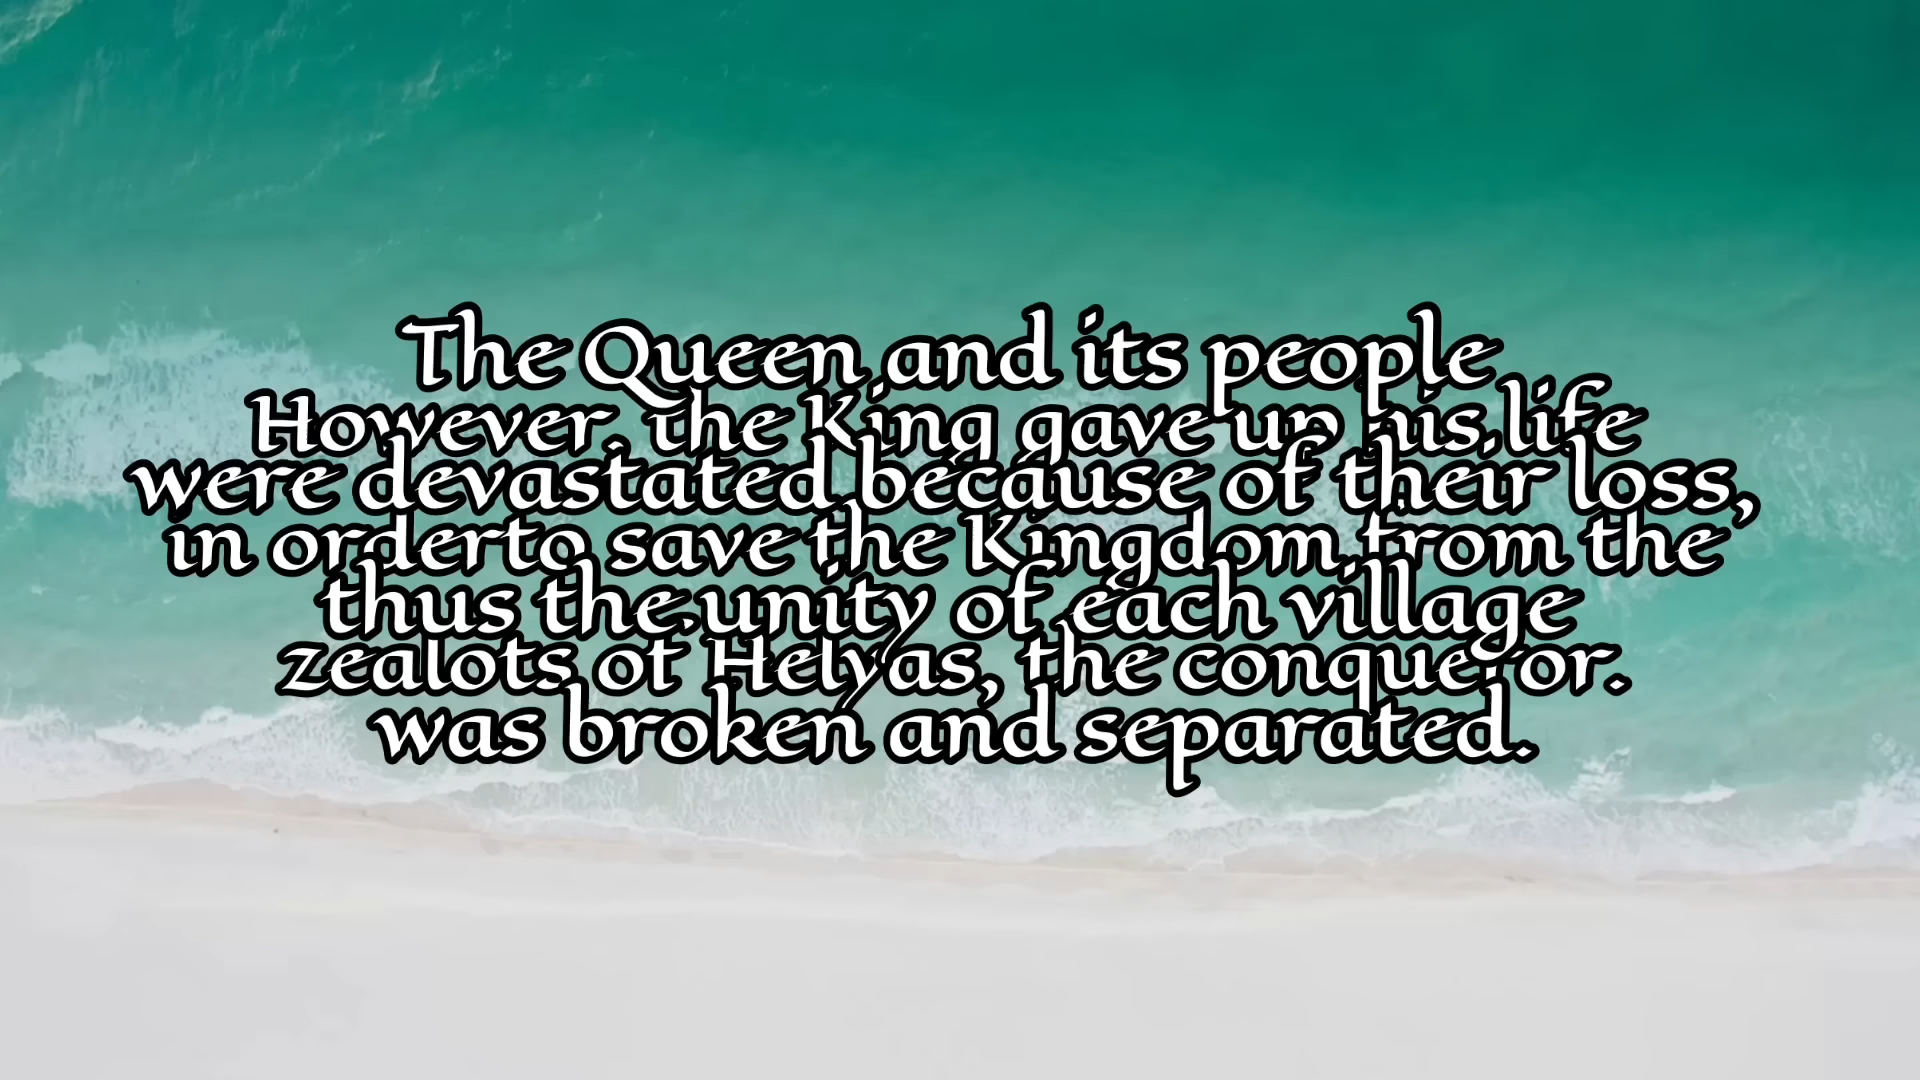 The Queen and its people
However, the King gave up his life
were devastated because of their loss,
in orderto save the Kingdom from the
thus the unity of each village
zealots of Helyas, the conqueror.
was broken and separated.